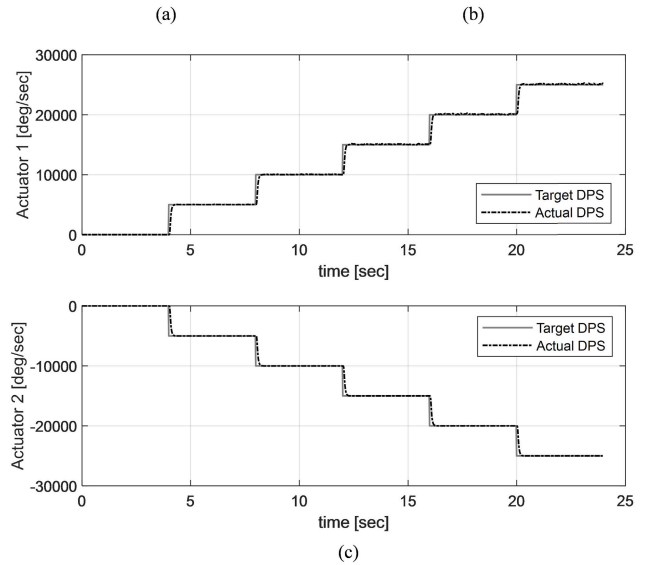 (a) (b)
Actuator 1 [deg/sec]
30000
20000
10000
0
0 5 10 15 20 25
time [sec]
Target DPS
Actual DPS
Actuator 2 [deg/sec]
0
-10000
-20000
-30000
0 5 10 15 20 25
time [sec]
Target DPS
Actual DPS
(c)